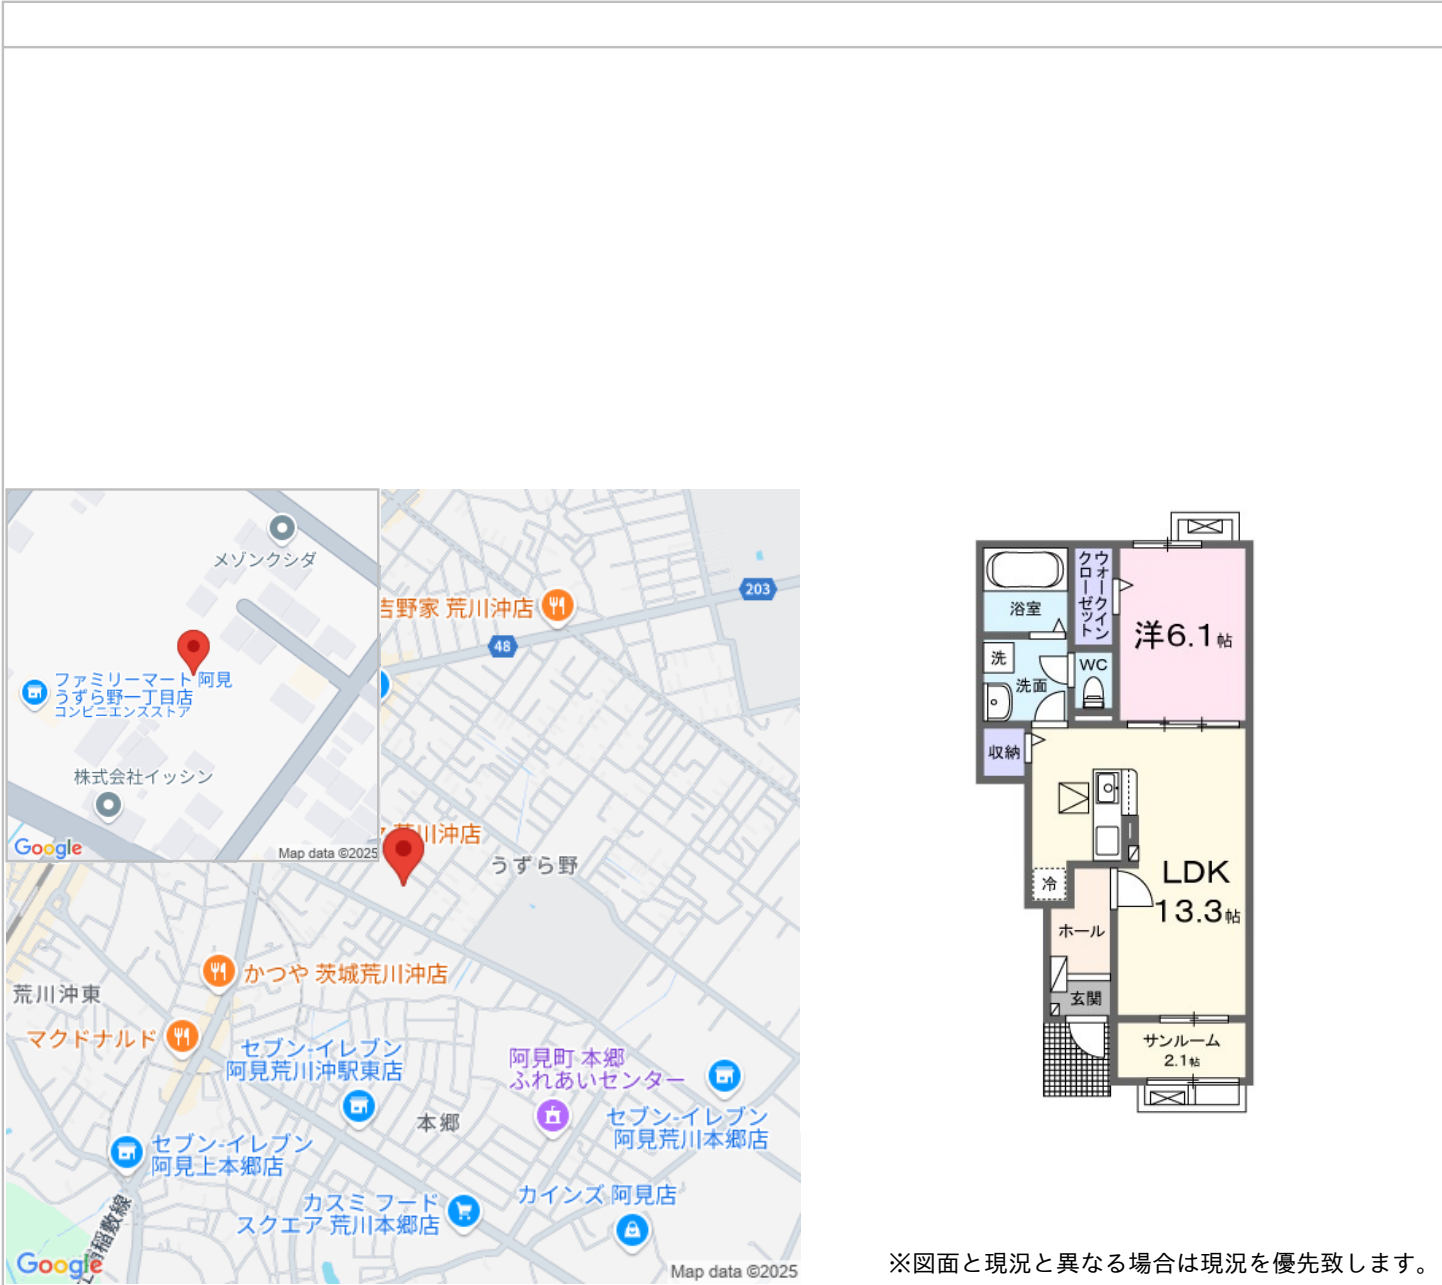 メゾンクシダ
ファミリーマート 阿見
うずら野一丁目店
コンビニエンスストア
株式会社イッシン
Google
Map data ©2025
吉野家 荒川沖店
203
48
荒川沖店
うずら野
かつや 茨城荒川沖店
荒川沖東
マクドナルド
セブン-イレブン
阿見荒川沖駅東店
阿見町 本郷
ふれあいセンター
本郷
セブン-イレブン
阿見荒川本郷店
セブン-イレブン
阿見上本郷店
カスミ フード
スクエア 荒川本郷店
カインズ 阿見店
稲敷線
Google
Map data ©2025
浴室
ウォークイン
クローゼット
洋6.1帖
洗
洗面
WC
収納
冷
LDK
13.3帖
ホール
玄関
サンルーム
2.1帖
※図面と現況と異なる場合は現況を優先致します。